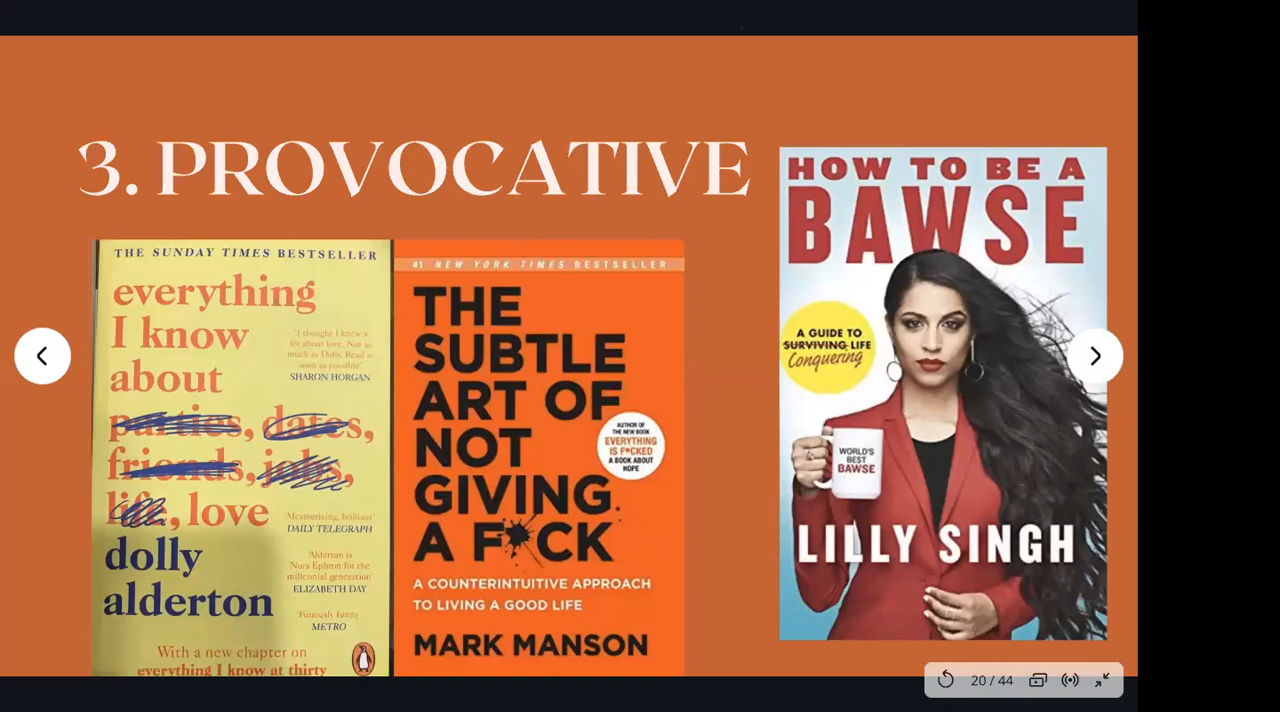 3. PROVOCATIVE
THE SUNDAY TIMES BESTSELLER
everything
I know
about
parties, dates,
friends, jobs,
life, love
'I thought I knew a
lot about love. Not as
much as Dolly. Read as
soon as possible'
SHARON HORGAN
'Mesmerizing, brilliant'
DAILY TELEGRAPH
dolly
alderton
'Alderton is
Nora Ephron for the
millennial generation'
ELIZABETH DAY
'Furiously funny'
METRO
With a new chapter on
everything I know at thirty
#1 NEW YORK TIMES BESTSELLER
THE
SUBTLE
ART OF
NOT
GIVING
A F*CK
AUTHOR OF
THE NEW BOOK
EVERYTHING
IS F*CKED
A BOOK ABOUT
HOPE
A COUNTERINTUITIVE APPROACH
TO LIVING A GOOD LIFE
MARK MANSON
HOW TO BE A
BAWSE
A GUIDE TO
SURVIVING LIFE
Conquering
WORLD'S
BEST
BAWSE
LILLY SINGH
20 / 44